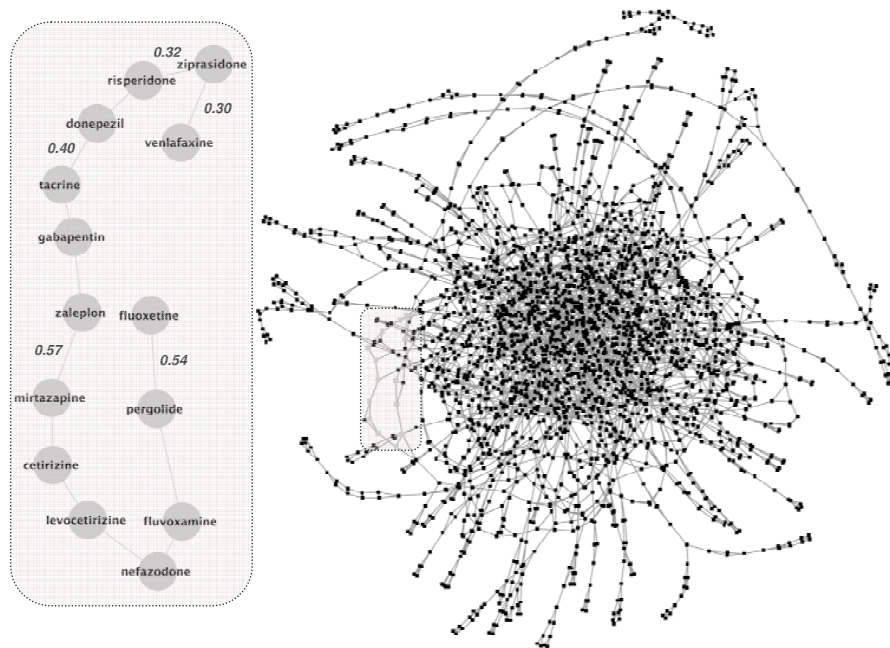 0.32
ziprasidone
risperidone
0.30
donepezil
venlafaxine
0.40
tacrine
gabapentin
zaleplon
fluoxetine
0.57
0.54
mirtazapine
pergolide
cetirizine
levocetirizine
fluvoxamine
nefazodone